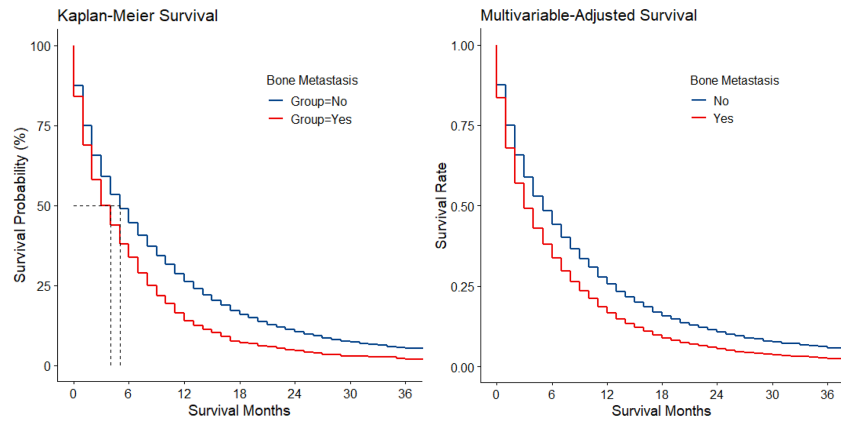 Kaplan-Meier Survival
100
75
50
25
0
Survival Probability (%)
Bone Metastasis
Group=No
Group=Yes
0 6 12 18 24 30 36
Survival Months
Multivariable-Adjusted Survival
1.00
0.75
0.50
0.25
0.00
Survival Rate
Bone Metastasis
No
Yes
0 6 12 18 24 30 36
Survival Months